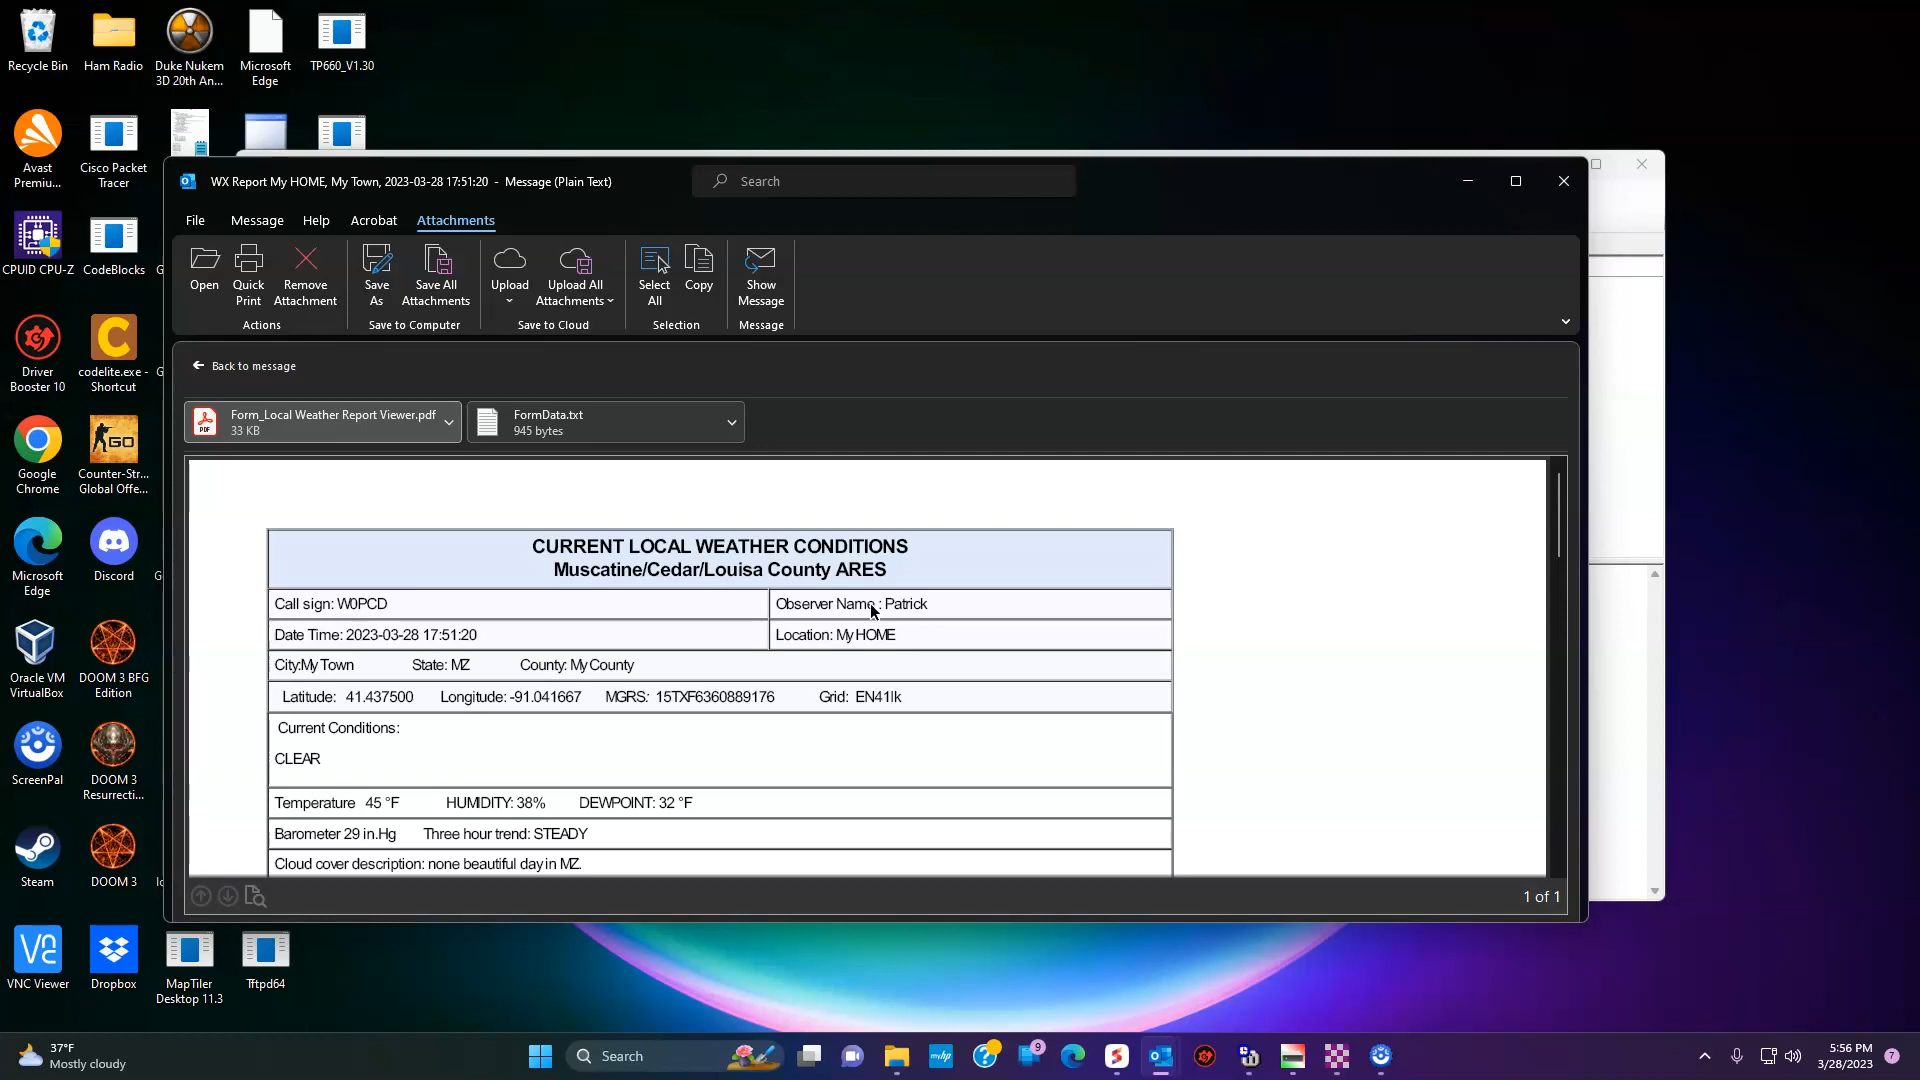 Recycle Bin
Ham Radio
Duke Nukem
3D 20th An...
Microsoft
Edge
TP660_V1.30
Avast
Premiu...
Cisco Packet
Tracer
CPUID CPU-Z
CodeBlocks
Driver
Booster 10
codelite.exe -
Shortcut
Google
Chrome
Counter-Str...
Global Offe...
Microsoft
Edge
Discord
Oracle VM
VirtualBox
DOOM 3 BFG
Edition
ScreenPal
DOOM 3
Resurrecti...
Steam
DOOM 3
VNC Viewer
Dropbox
MapTiler
Desktop 11.3
Tftpd64
WX Report My HOME, My Town, 2023-03-28 17:51:20 - Message (Plain Text)
Search
File Message Help Acrobat Attachments
Open
Quick
Print
Remove
Attachment
Actions
Save
As
Save All
Attachments
Save to Computer
Upload
Upload All
Attachments
Save to Cloud
Select
All
Copy
Selection
Show
Message
Message
Back to message
Form_Local Weather Report Viewer.pdf
33 KB
FormData.txt
945 bytes
CURRENT LOCAL WEATHER CONDITIONS
Muscatine/Cedar/Louisa County ARES
Call sign: W0PCD Observer Name : Patrick
Date Time: 2023-03-28 17:51:20 Location: My HOME
City:My Town State: MZ County: My County
Latitude: 41.437500 Longitude: -91.041667 MGRS: 15TXF6360889176 Grid: EN41lk
Current Conditions:
CLEAR
Temperature 45 °F HUMIDITY: 38% DEWPOINT: 32 °F
Barometer 29 in.Hg Three hour trend: STEADY
Cloud cover description: none beautiful day in MZ.
1 of 1
37°F
Mostly cloudy
Search
9
5:56 PM
3/28/2023
7